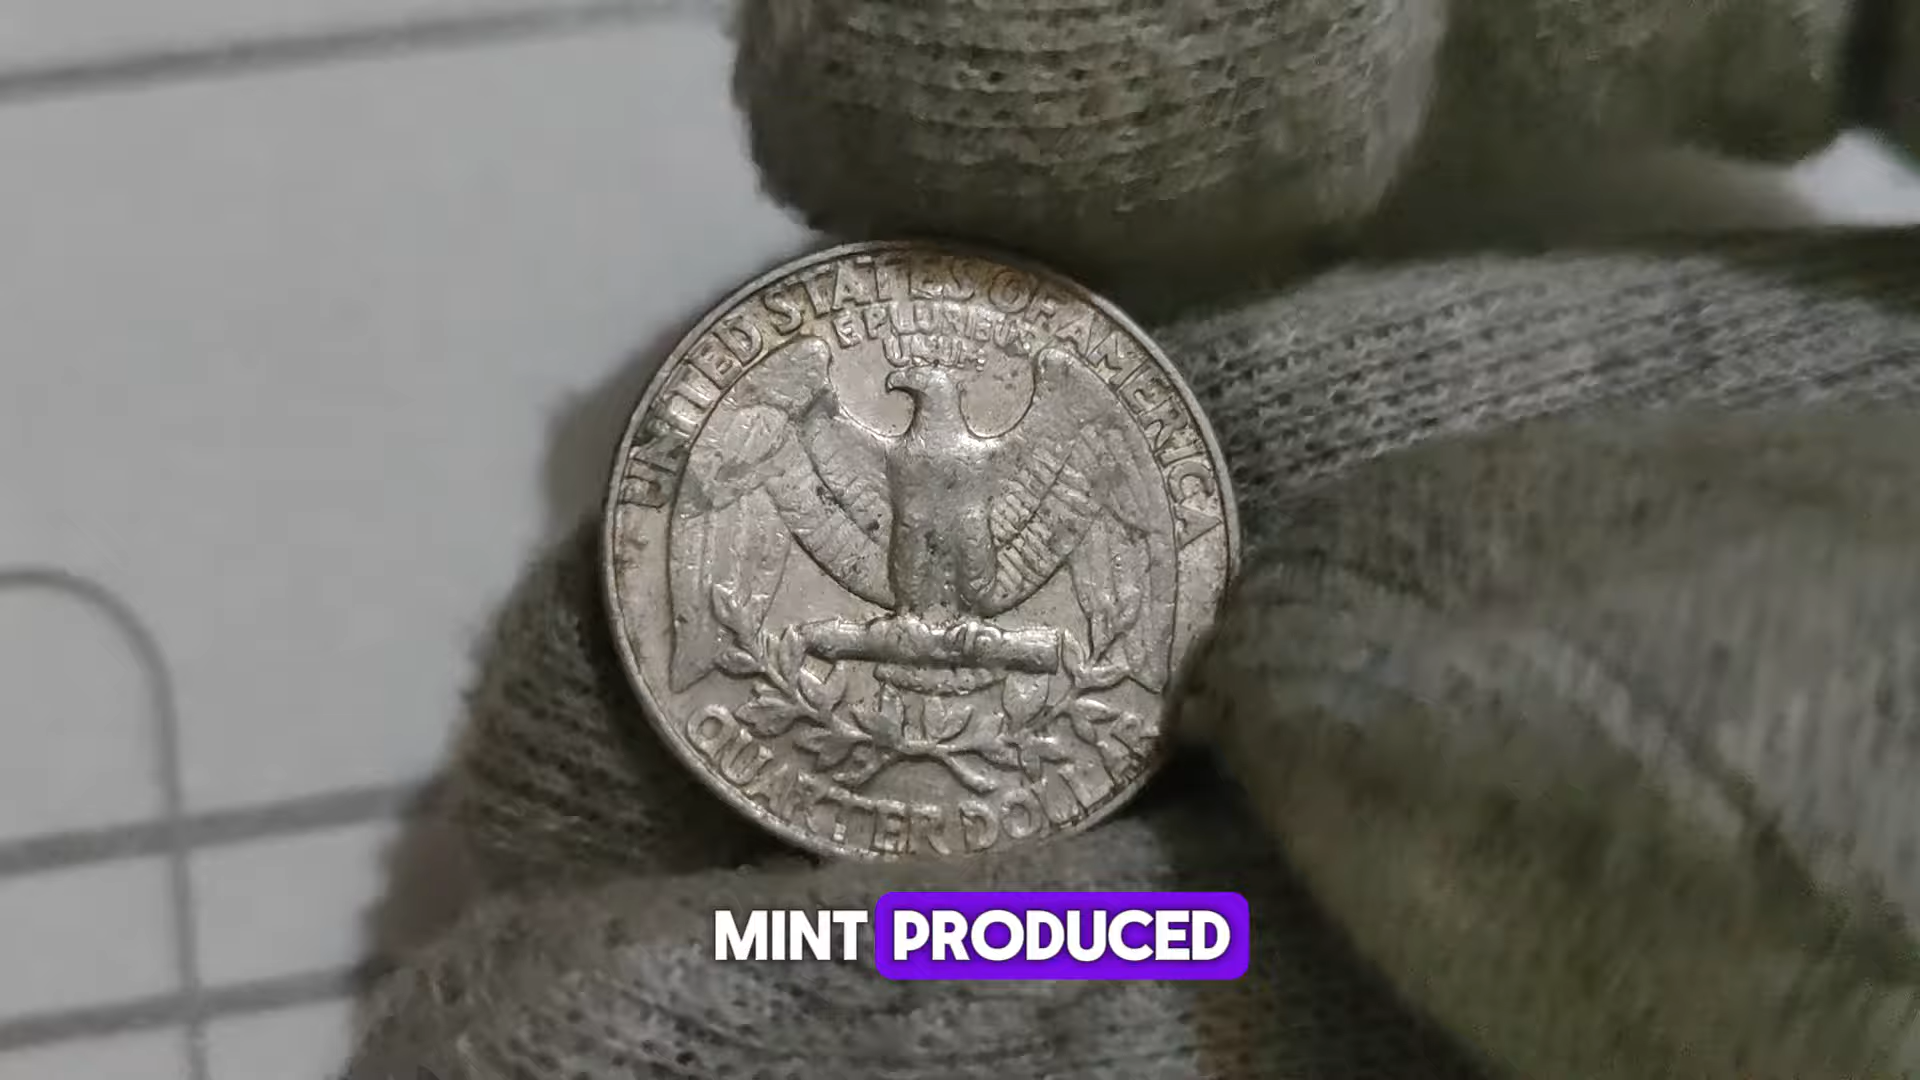 UNITED STATES OF AMERICA
E PLURIBUS
UNUM
QUARTER DOLLAR
MINT PRODUCED